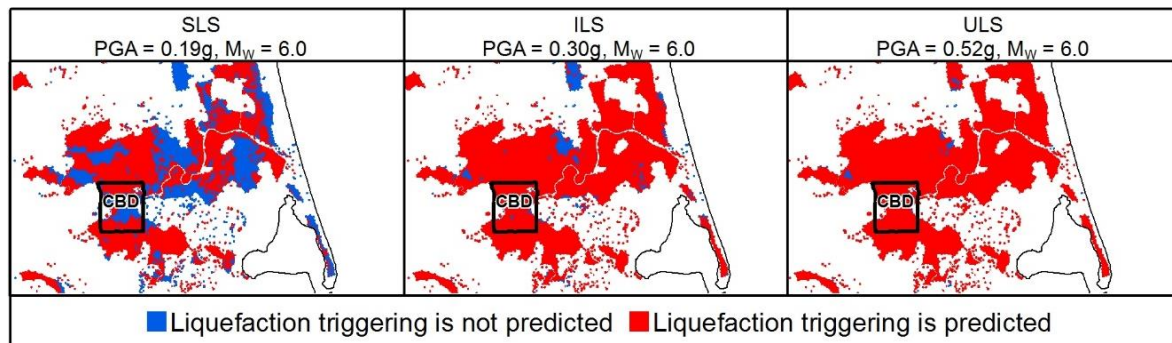 SLS
PGA = 0.19g, Mw = 6.0
ILS
PGA = 0.30g, Mw = 6.0
ULS
PGA = 0.52g, Mw = 6.0
CBD
CBD
CBD
Liquefaction triggering is not predicted
Liquefaction triggering is predicted